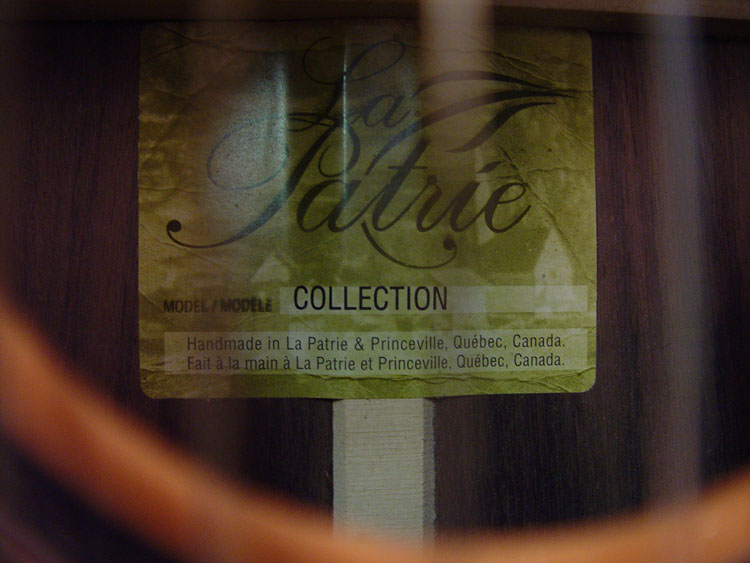 La
Patrie
MODEL / MODÈLE COLLECTION
Handmade in La Patrie & Princeville, Québec, Canada.
Fait à la main à La Patrie et Princeville, Québec, Canada.